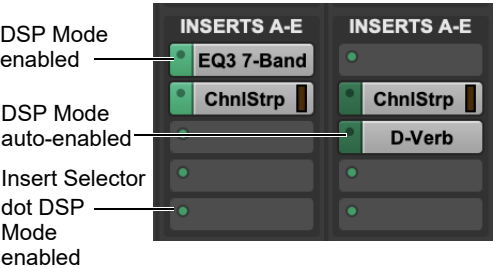 INSERTS A-E
INSERTS A-E
DSP Mode
enabled
EQ3 7-Band
ChnlStrp
ChnlStrp
DSP Mode
auto-enabled
D-Verb
Insert Selector
dot DSP
Mode
enabled